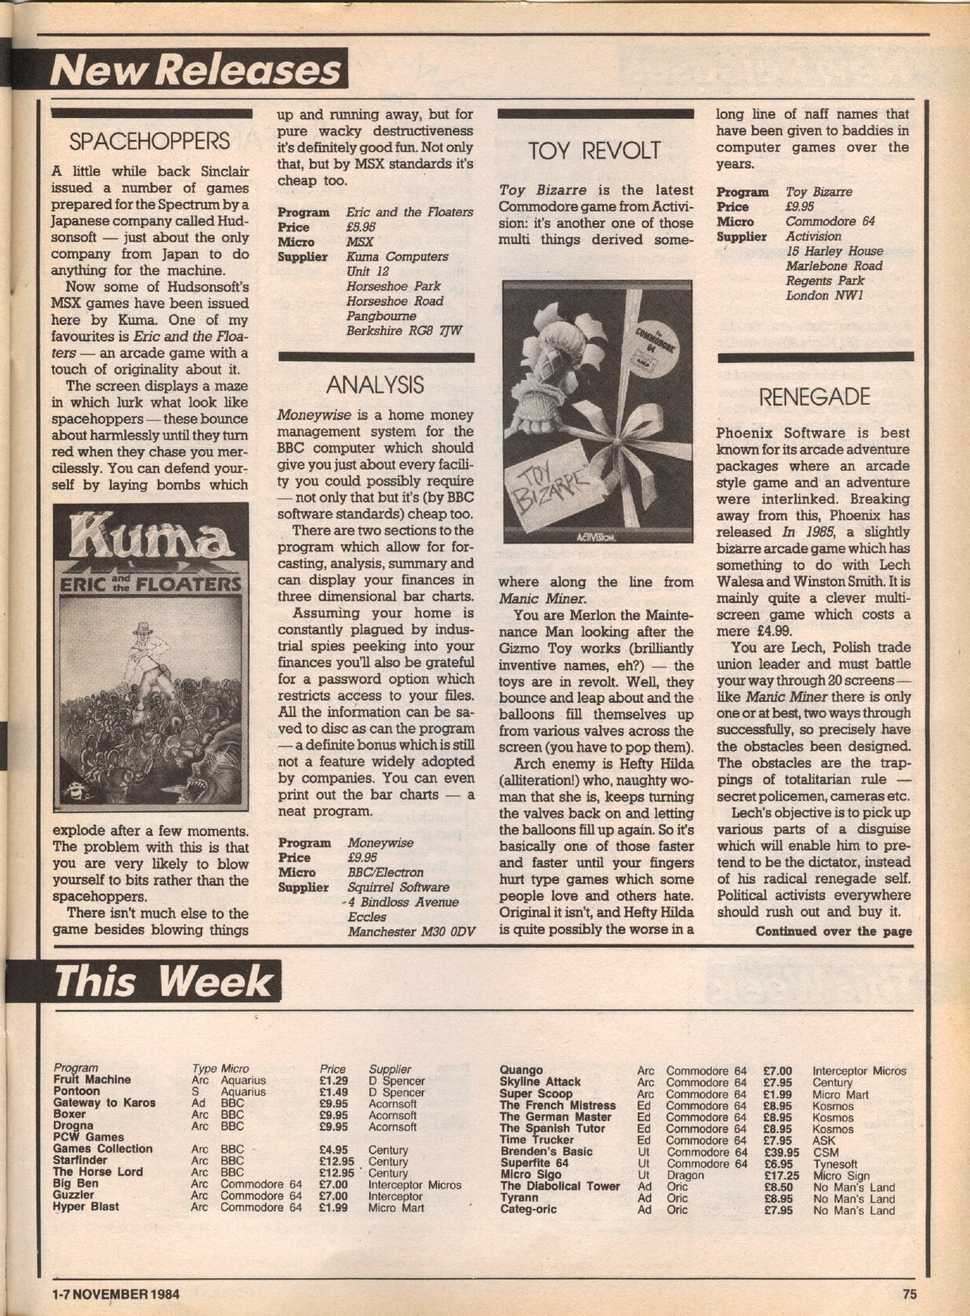 New Releases
SPACEHOPPERS
A little while back Sinclair
issued a number of games
prepared for the Spectrum by a
Japanese company called Hud-
sonsoft — just about the only
company from Japan to do
anything for the machine.
Now some of Hudsonsoft's
MSX games have been issued
here by Kuma. One of my
favourites is Eric and the Floa-
ters — an arcade game with a
touch of originality about it.
The screen displays a maze
in which lurk what look like
spacehoppers — these bounce
about harmlessly until they turn
red when they chase you mer-
cilessly. You can defend your-
self by laying bombs which
Kuma
MSX
ERIC and the FLOATERS
explode after a few moments.
The problem with this is that
you are very likely to blow
yourself to bits rather than the
spacehoppers.
There isn't much else to the
game besides blowing things
up and running away, but for
pure wacky destructiveness
it's definitely good fun. Not only
that, but by MSX standards it's
cheap too.
Program Eric and the Floaters
Price £5.95
Micro MSX
Supplier Kuma Computers
Unit 12
Horseshoe Park
Horseshoe Road
Pangbourne
Berkshire RG8 7JW
ANALYSIS
Moneywise is a home money
management system for the
BBC computer which should
give you just about every facili-
ty you could possibly require
— not only that but it's (by BBC
software standards) cheap too.
There are two sections to the
program which allow for for-
casting, analysis, summary and
can display your finances in
three dimensional bar charts.
Assuming your home is
constantly plagued by indus-
trial spies peeking into your
finances you'll also be grateful
for a password option which
restricts access to your files.
All the information can be sa-
ved to disc as can the program
— a definite bonus which is still
not a feature widely adopted
by companies. You can even
print out the bar charts — a
neat program.
Program Moneywise
Price £9.95
Micro BBC/Electron
Supplier Squirrel Software
4 Bindloss Avenue
Eccles
Manchester M30 0DV
TOY REVOLT
Toy Bizarre is the latest
Commodore game from Activi-
sion: it's another one of those
multi things derived some-
COMMODORE
64
TOY
BIZARRE
ACTIVISION.
where along the line from
Manic Miner.
You are Merlon the Mainte-
nance Man looking after the
Gizmo Toy works (brilliantly
inventive names, eh?) — the
toys are in revolt. Well, they
bounce and leap about and the
balloons fill themselves up
from various valves across the
screen (you have to pop them).
Arch enemy is Hefty Hilda
(alliteration!) who, naughty wo-
man that she is, keeps turning
the valves back on and letting
the balloons fill up again. So it's
basically one of those faster
and faster until your fingers
hurt type games which some
people love and others hate.
Original it isn't, and Hefty Hilda
is quite possibly the worse in a
long line of naff names that
have been given to baddies in
computer games over the
years.
Program Toy Bizarre
Price £9.95
Micro Commodore 64
Supplier Activision
15 Harley House
Marlebone Road
Regents Park
London NW1
RENEGADE
Phoenix Software is best
known for its arcade adventure
packages where an arcade
style game and an adventure
were interlinked. Breaking
away from this, Phoenix has
released In 1985, a slightly
bizarre arcade game which has
something to do with Lech
Walesa and Winston Smith. It is
mainly quite a clever multi-
screen game which costs a
mere £4.99.
You are Lech, Polish trade
union leader and must battle
your way through 20 screens —
like Manic Miner there is only
one or at best, two ways through
successfully, so precisely have
the obstacles been designed.
The obstacles are the trap-
pings of totalitarian rule —
secret policemen, cameras etc.
Lech's objective is to pick up
various parts of a disguise
which will enable him to pre-
tend to be the dictator, instead
of his radical renegade self.
Political activists everywhere
should rush out and buy it.
Continued over the page
This Week
Program Type Micro Price Supplier
Fruit Machine Arc Aquarius £1.29 D Spencer
Pontoon S Aquarius £1.49 D Spencer
Gateway to Karos Ad BBC £9.95 Acornsoft
Boxer Arc BBC £9.95 Acornsoft
Drogna Arc BBC £9.95 Acornsoft
PCW Games
Games Collection Arc BBC £4.95 Century
Starfinder Arc BBC £12.95 Century
The Horse Lord Arc BBC £12.95 Century
Big Ben Arc Commodore 64 £7.00 Interceptor Micros
Guzzler Arc Commodore 64 £7.00 Interceptor
Hyper Blast Arc Commodore 64 £1.99 Micro Mart
Quango Arc Commodore 64 £7.00 Interceptor Micros
Skyline Attack Arc Commodore 64 £7.95 Century
Super Scoop Arc Commodore 64 £1.99 Micro Mart
The French Mistress Ed Commodore 64 £8.95 Kosmos
The German Master Ed Commodore 64 £8.95 Kosmos
The Spanish Tutor Ed Commodore 64 £8.95 Kosmos
Time Trucker Ed Commodore 64 £7.95 ASK
Brenden's Basic Ut Commodore 64 £39.95 CSM
Superfite 64 Ut Commodore 64 £6.95 Tynesoft
Micro Sigo Ut Dragon £17.25 Micro Sign
The Diabolical Tower Ad Oric £8.50 No Man's Land
Tyrann Ad Oric £8.95 No Man's Land
Categ-oric Ad Oric £7.95 No Man's Land
1-7 NOVEMBER 1984
75